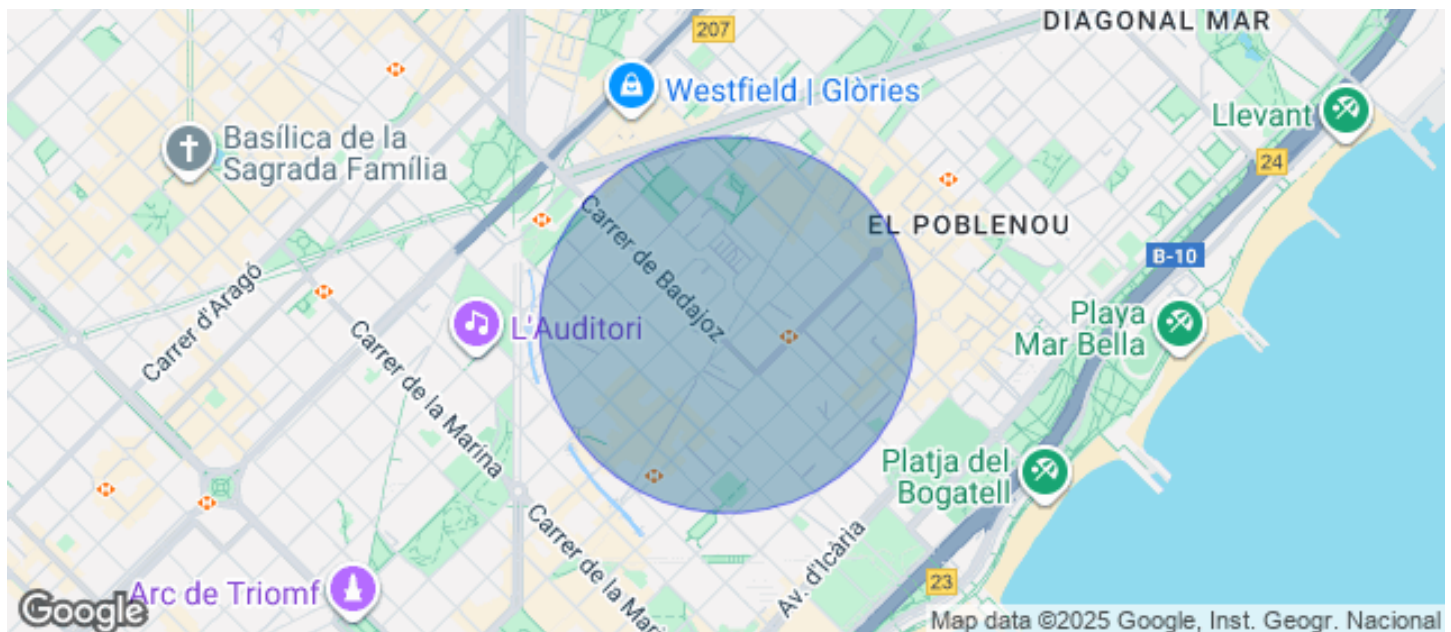 DIAGONAL MAR
207
Westfield | Glòries
Llevant
Basílica de la
Sagrada Família
24
Carrer de Badajoz
EL POBLENOU
B-10
Carrer d'Aragó
L'Auditori
Playa
Mar Bella
Carrer de la Marina
Platja del
Bogatell
Carrer de la Mari
Av. d'Icària
Arc de Triomf
23
Google
Map data ©2025 Google, Inst. Geogr. Nacional